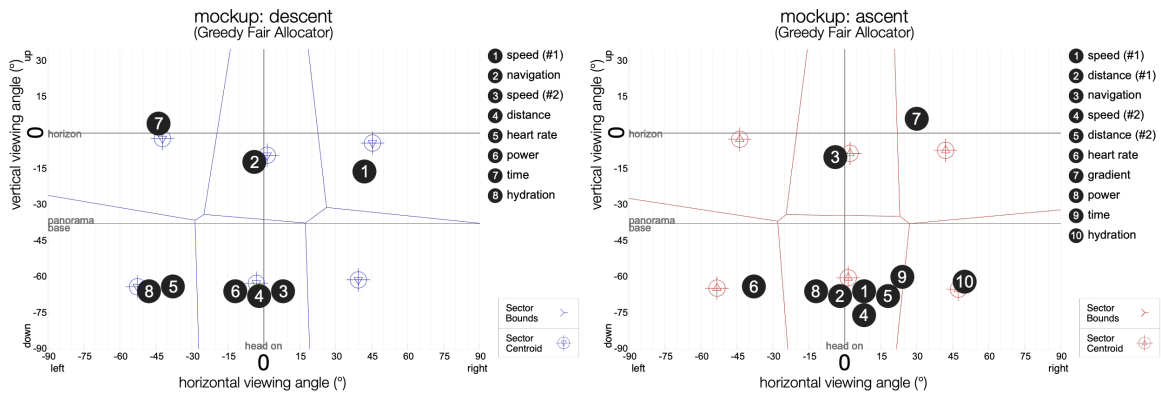 mockup: descent
(Greedy Fair Allocator)
vertical viewing angle (°)
up
30
15
0
-15
-30
-45
-60
-75
-90
down
horizon
panorama
base
head on
-90 -75 -60 -45 -30 -15 0 15 30 45 60 75 90
left
right
horizontal viewing angle (°)
7
2
1
8
5
6
4
3
1 speed (#1)
2 navigation
3 speed (#2)
4 distance
5 heart rate
6 power
7 time
8 hydration
Sector
Bounds
Sector
Centroid
mockup: ascent
(Greedy Fair Allocator)
vertical viewing angle (°)
up
30
15
0
-15
-30
-45
-60
-75
-90
down
horizon
panorama
base
head on
-90 -75 -60 -45 -30 -15 0 15 30 45 60 75 90
left
right
horizontal viewing angle (°)
7
3
6
8
2
1
4
5
9
10
1 speed (#1)
2 distance (#1)
3 navigation
4 speed (#2)
5 distance (#2)
6 heart rate
7 gradient
8 power
9 time
10 hydration
Sector
Bounds
Sector
Centroid